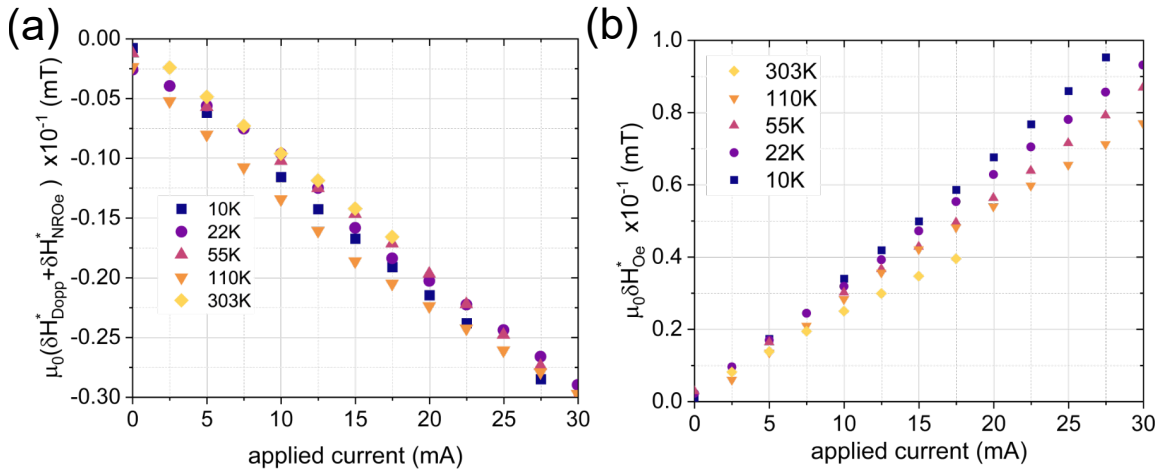 (a)
0.00
-0.05
-0.10
-0.15
-0.20
-0.25
-0.30
μ₀(δH*Dopp+δH*NROe) x10⁻¹ (mT)
10K
22K
55K
110K
303K
0 5 10 15 20 25 30
applied current (mA)
(b)
1.0
0.8
0.6
0.4
0.2
0.0
μ₀δH*Oe x10⁻¹ (mT)
303K
110K
55K
22K
10K
0 5 10 15 20 25 30
applied current (mA)